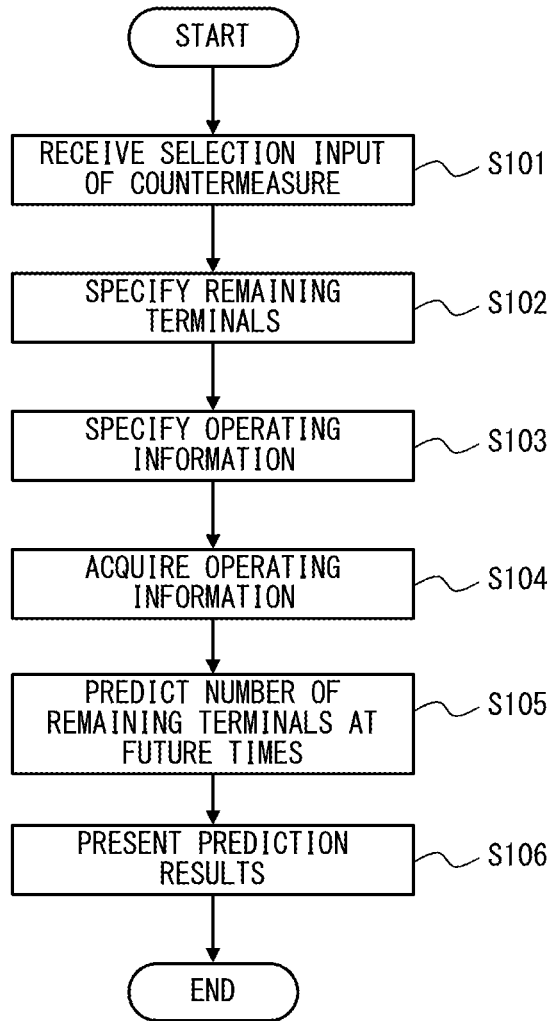 START
RECEIVE SELECTION INPUT
OF COUNTERMEASURE
S101
SPECIFY REMAINING
TERMINALS
S102
SPECIFY OPERATING
INFORMATION
S103
ACQUIRE OPERATING
INFORMATION
S104
PREDICT NUMBER OF
REMAINING TERMINALS AT
FUTURE TIMES
S105
PRESENT PREDICTION
RESULTS
S106
END